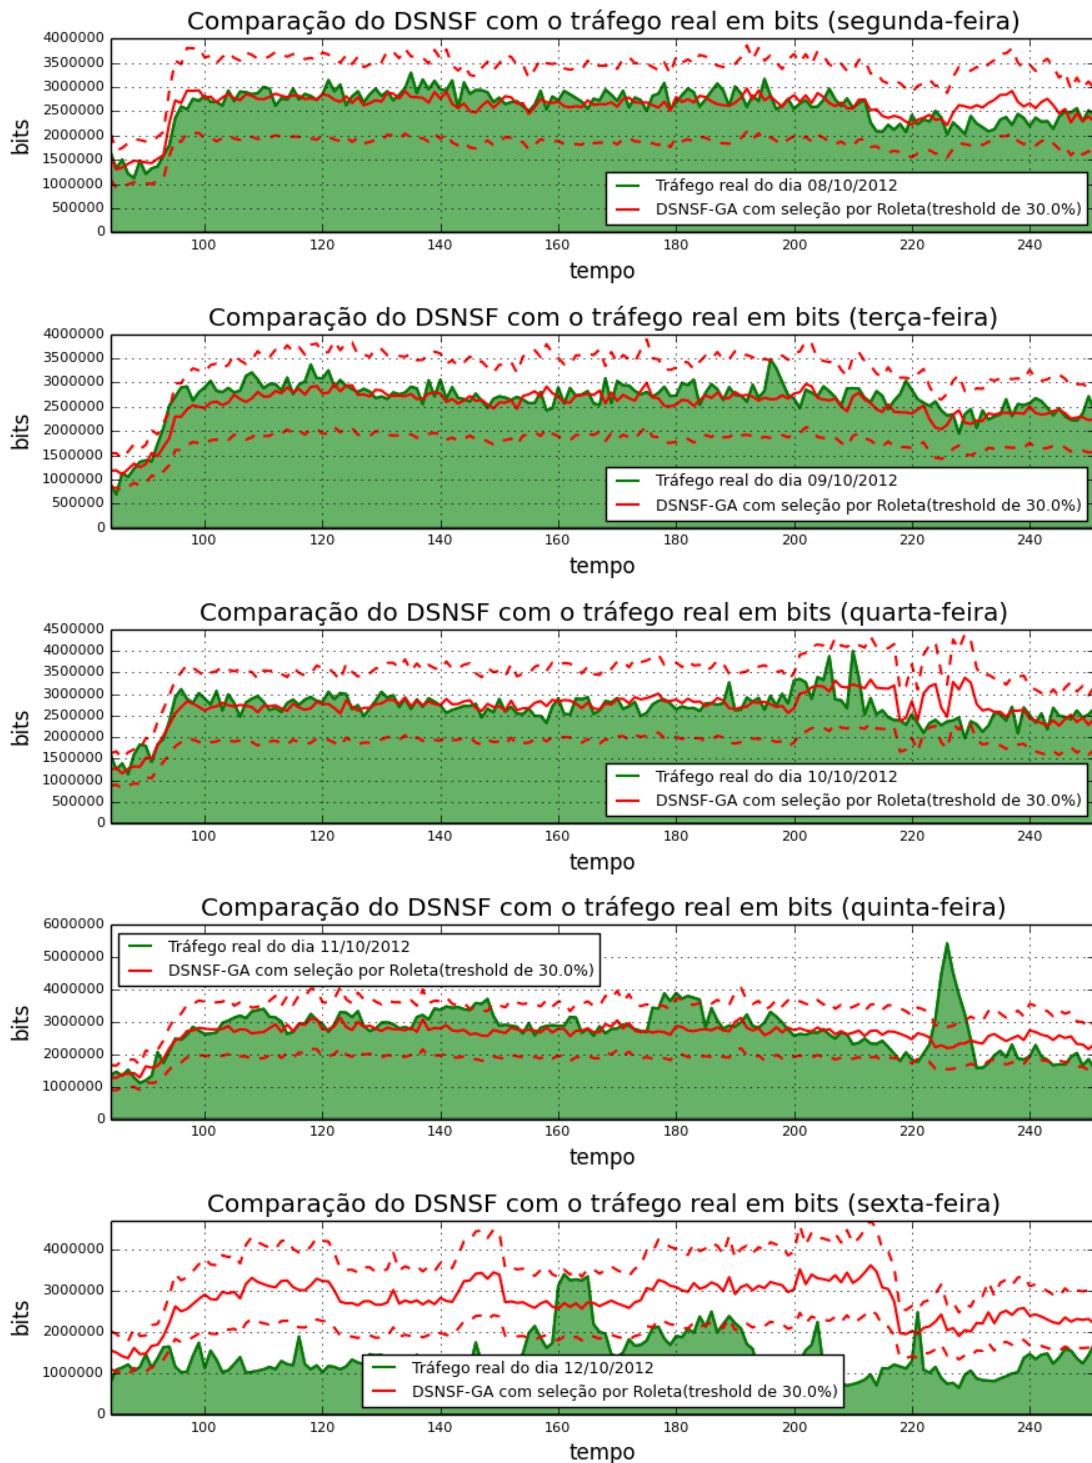 Comparação do DSNSF com o tráfego real em bits (segunda-feira)
4000000
3500000
3000000
2500000
2000000
1500000
1000000
500000
0
bits
Tráfego real do dia 08/10/2012
DSNSF-GA com seleção por Roleta(treshold de 30.0%)
100 120 140 160 180 200 220 240
tempo
Comparação do DSNSF com o tráfego real em bits (terça-feira)
4000000
3500000
3000000
2500000
2000000
1500000
1000000
500000
0
bits
Tráfego real do dia 09/10/2012
DSNSF-GA com seleção por Roleta(treshold de 30.0%)
100 120 140 160 180 200 220 240
tempo
Comparação do DSNSF com o tráfego real em bits (quarta-feira)
4500000
4000000
3500000
3000000
2500000
2000000
1500000
1000000
500000
0
bits
Tráfego real do dia 10/10/2012
DSNSF-GA com seleção por Roleta(treshold de 30.0%)
100 120 140 160 180 200 220 240
tempo
Comparação do DSNSF com o tráfego real em bits (quinta-feira)
6000000
5000000
4000000
3000000
2000000
1000000
0
bits
Tráfego real do dia 11/10/2012
DSNSF-GA com seleção por Roleta(treshold de 30.0%)
100 120 140 160 180 200 220 240
tempo
Comparação do DSNSF com o tráfego real em bits (sexta-feira)
4000000
3000000
2000000
1000000
0
bits
Tráfego real do dia 12/10/2012
DSNSF-GA com seleção por Roleta(treshold de 30.0%)
100 120 140 160 180 200 220 240
tempo